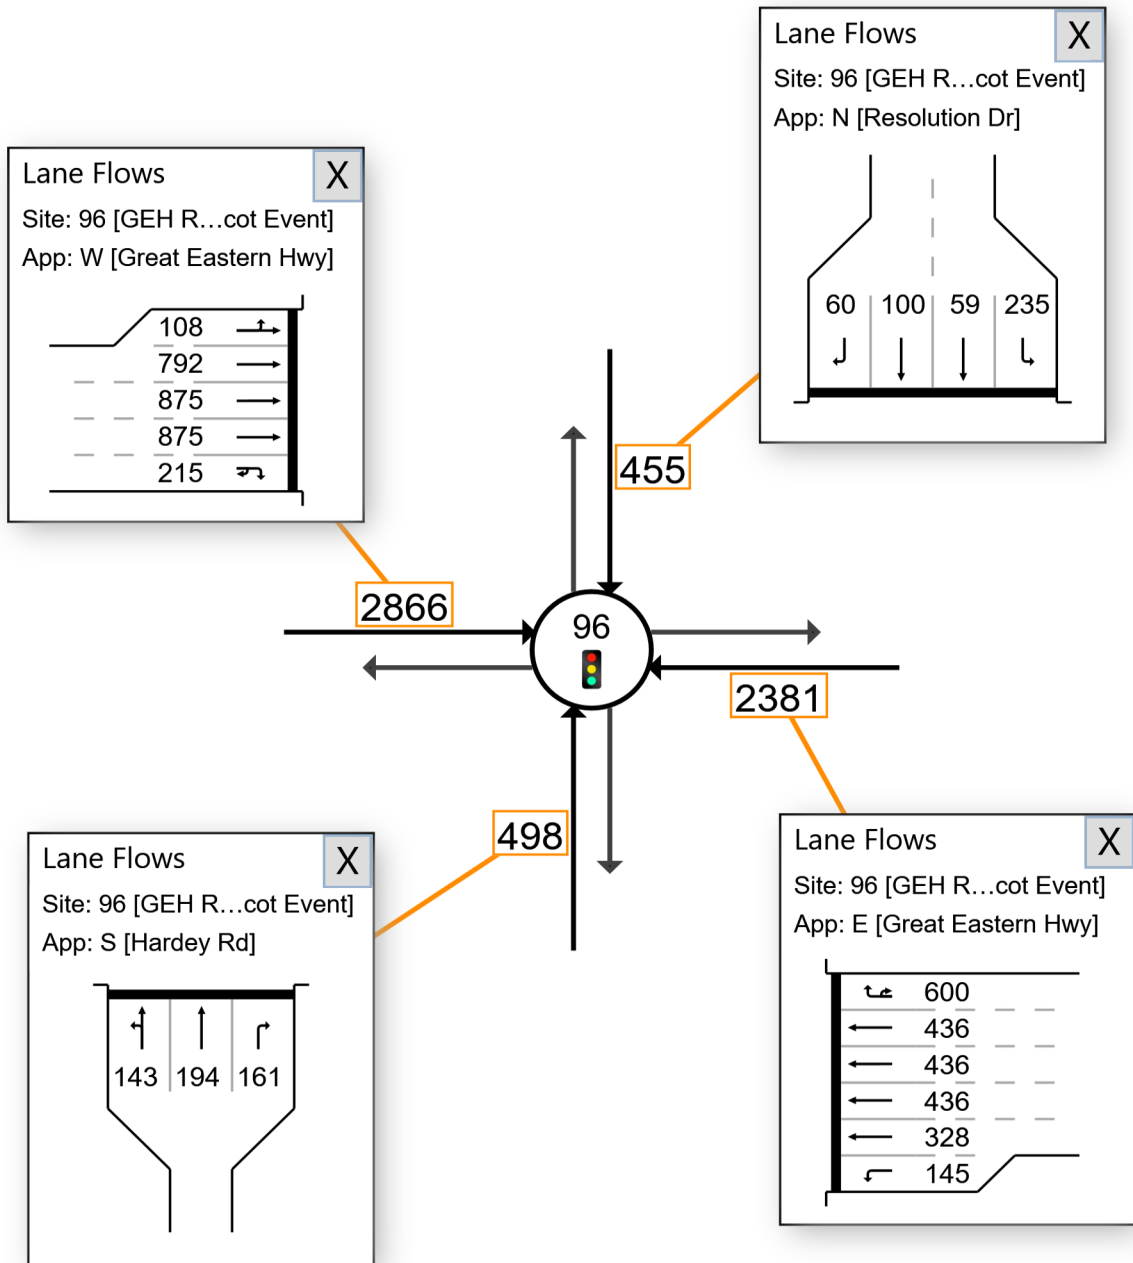 Lane Flows
X
Site: 96 [GEH R...cot Event]
App: N [Resolution Dr]
60 100 59 235
Lane Flows
X
Site: 96 [GEH R...cot Event]
App: W [Great Eastern Hwy]
108
792
875
875
215
455
2866
96
2381
498
Lane Flows
X
Site: 96 [GEH R...cot Event]
App: S [Hardey Rd]
143 194 161
Lane Flows
X
Site: 96 [GEH R...cot Event]
App: E [Great Eastern Hwy]
600
436
436
436
328
145